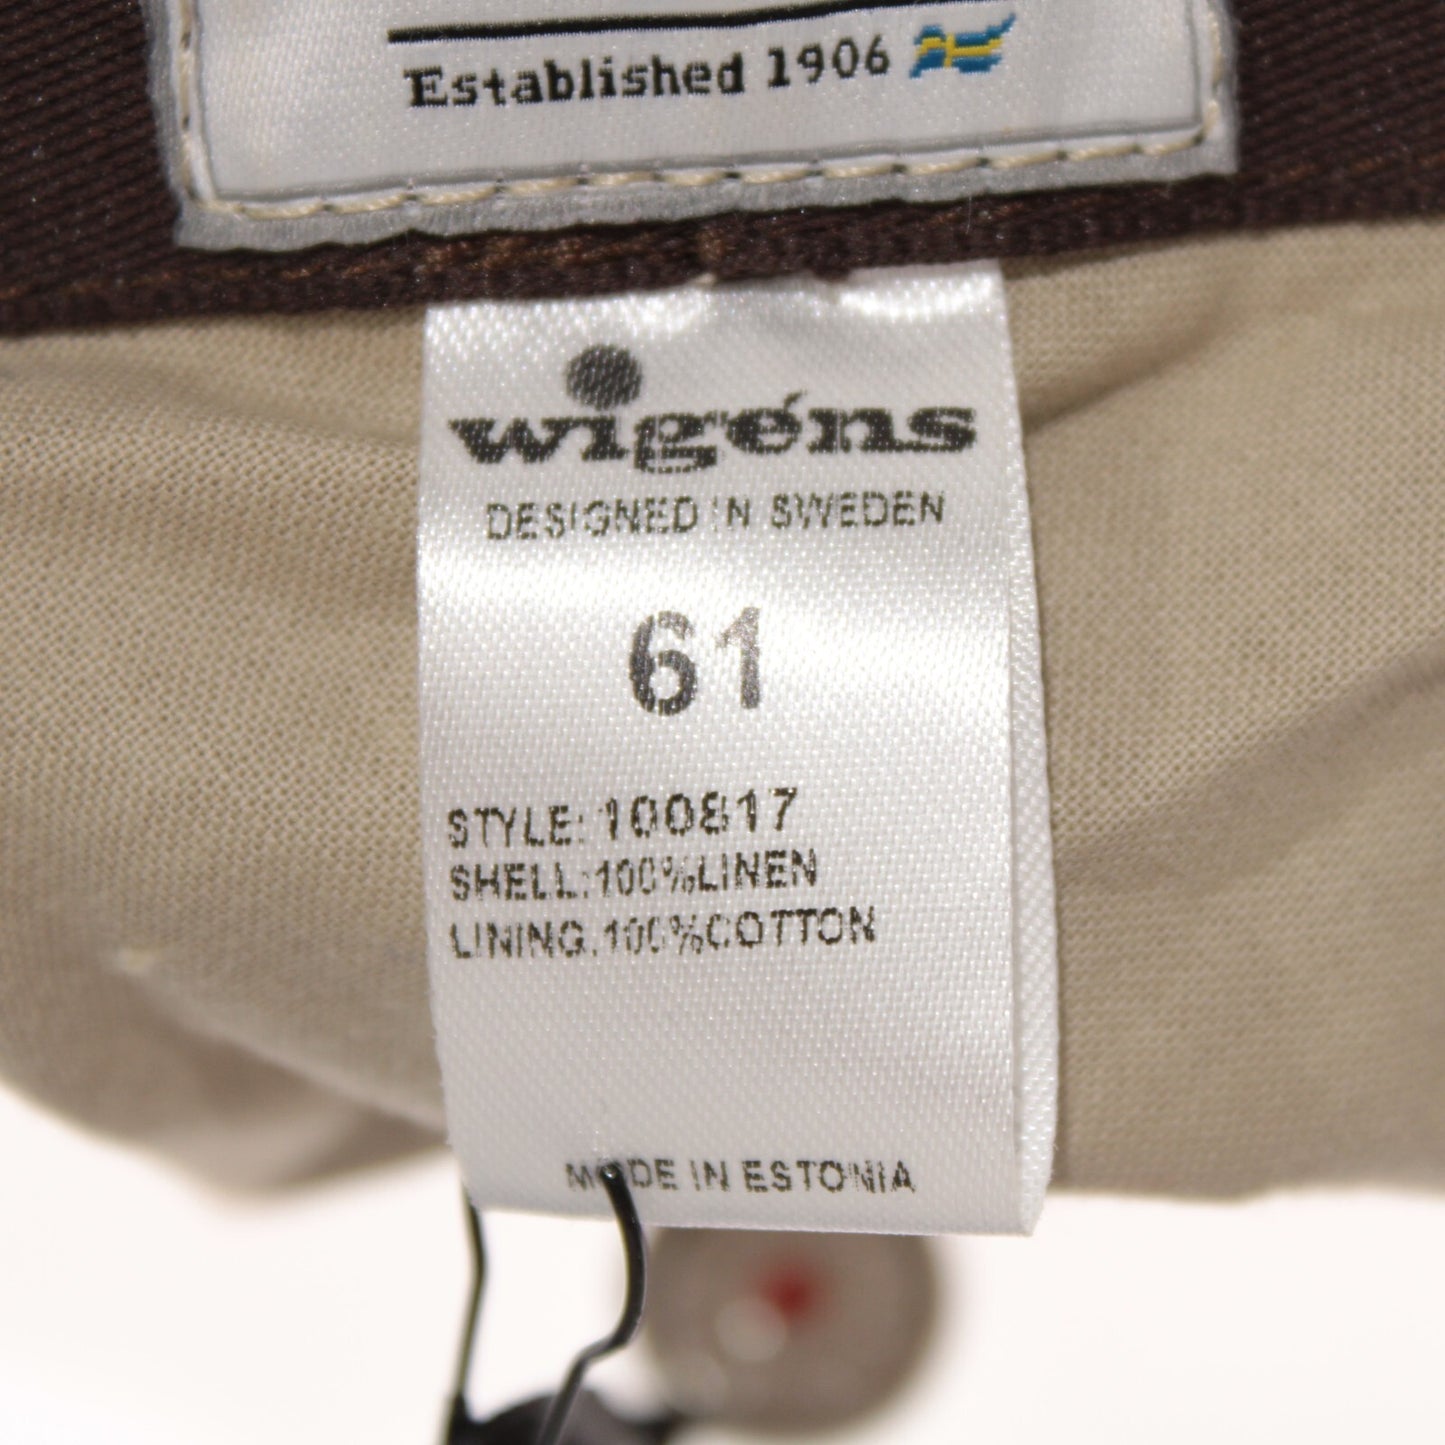 Established 1906
wigéns
DESIGNED IN SWEDEN
61
STYLE: 100817
SHELL:100%LINEN
LINING:100%COTTON
MADE IN ESTONIA